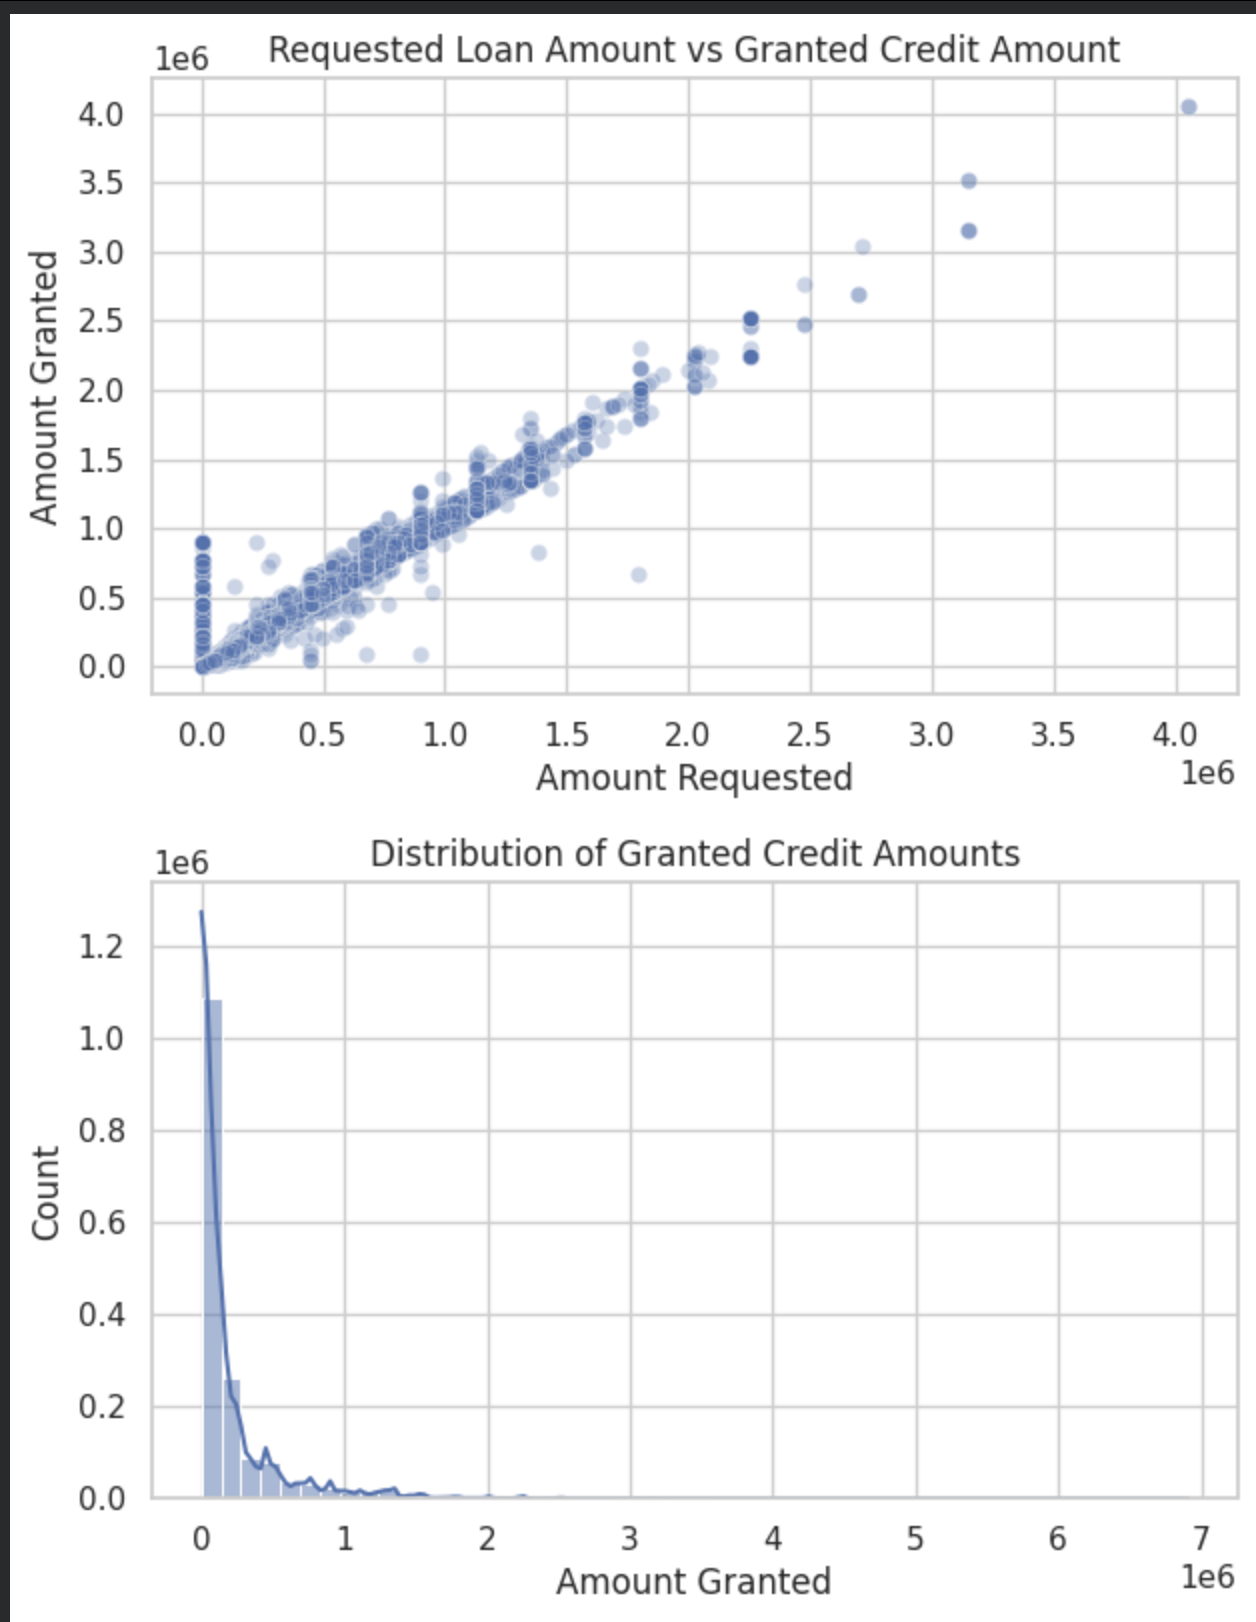 Requested Loan Amount vs Granted Credit Amount
1e6
4.0
3.5
3.0
2.5
2.0
1.5
1.0
0.5
0.0
Amount Granted
0.0 0.5 1.0 1.5 2.0 2.5 3.0 3.5 4.0
1e6
Amount Requested
Distribution of Granted Credit Amounts
1e6
1.2
1.0
0.8
0.6
0.4
0.2
0.0
Count
0 1 2 3 4 5 6 7
1e6
Amount Granted